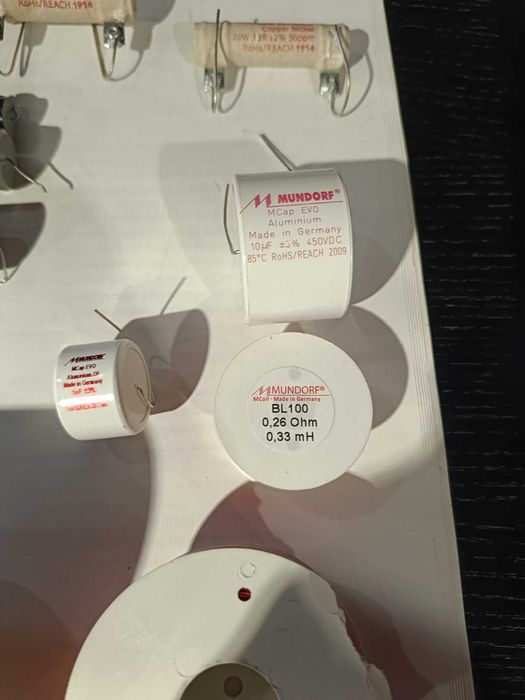 RoHS/REACH 1914
Copper Nickel
RoHs/REACH 1914
MUNDORF®
MCap EVO
Aluminium
Made in Germany
10µF ±5% 450VDC
85°C RoHS/REACH 2009
MUNDORF
MCap EVO
Aluminium.Oil
Made in Germany
MUNDORF®
MCoil - Made in Germany
BL100
0,26 Ohm
0,33 mH